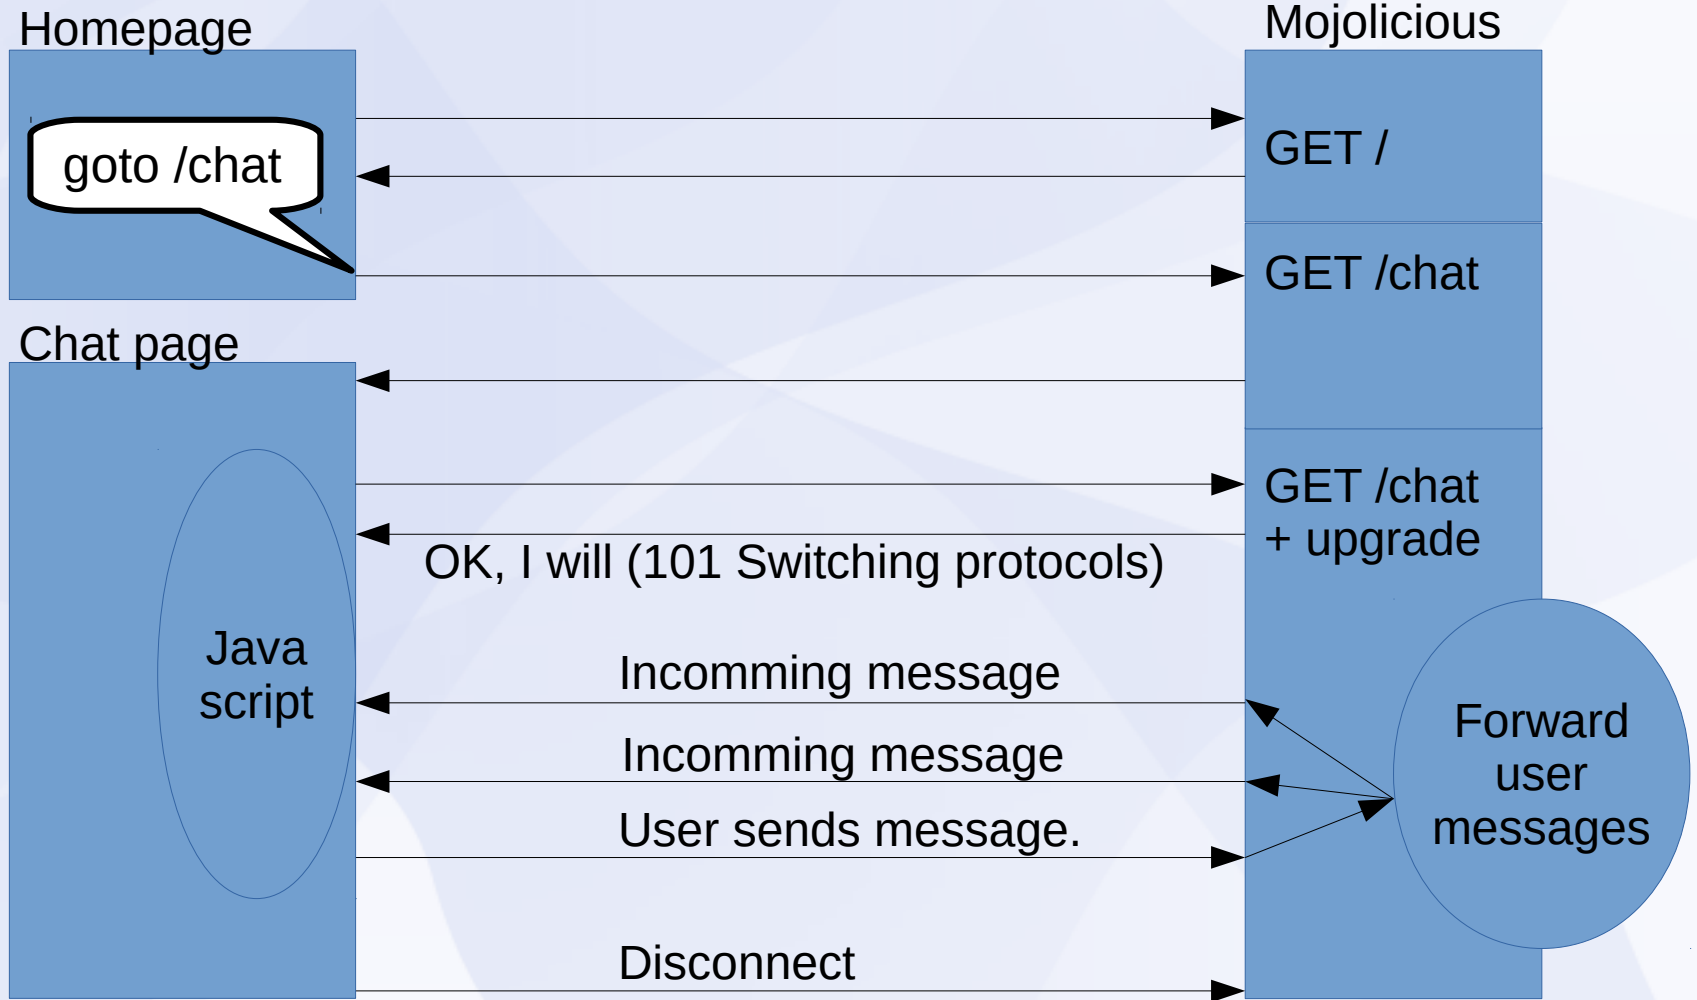 Homepage
Mojolicious
goto /chat
GET /
GET /chat
Chat page
GET /chat
+ upgrade
OK, I will (101 Switching protocols)
Java
script
Incomming message
Incomming message
User sends message.
Forward
user
messages
Disconnect